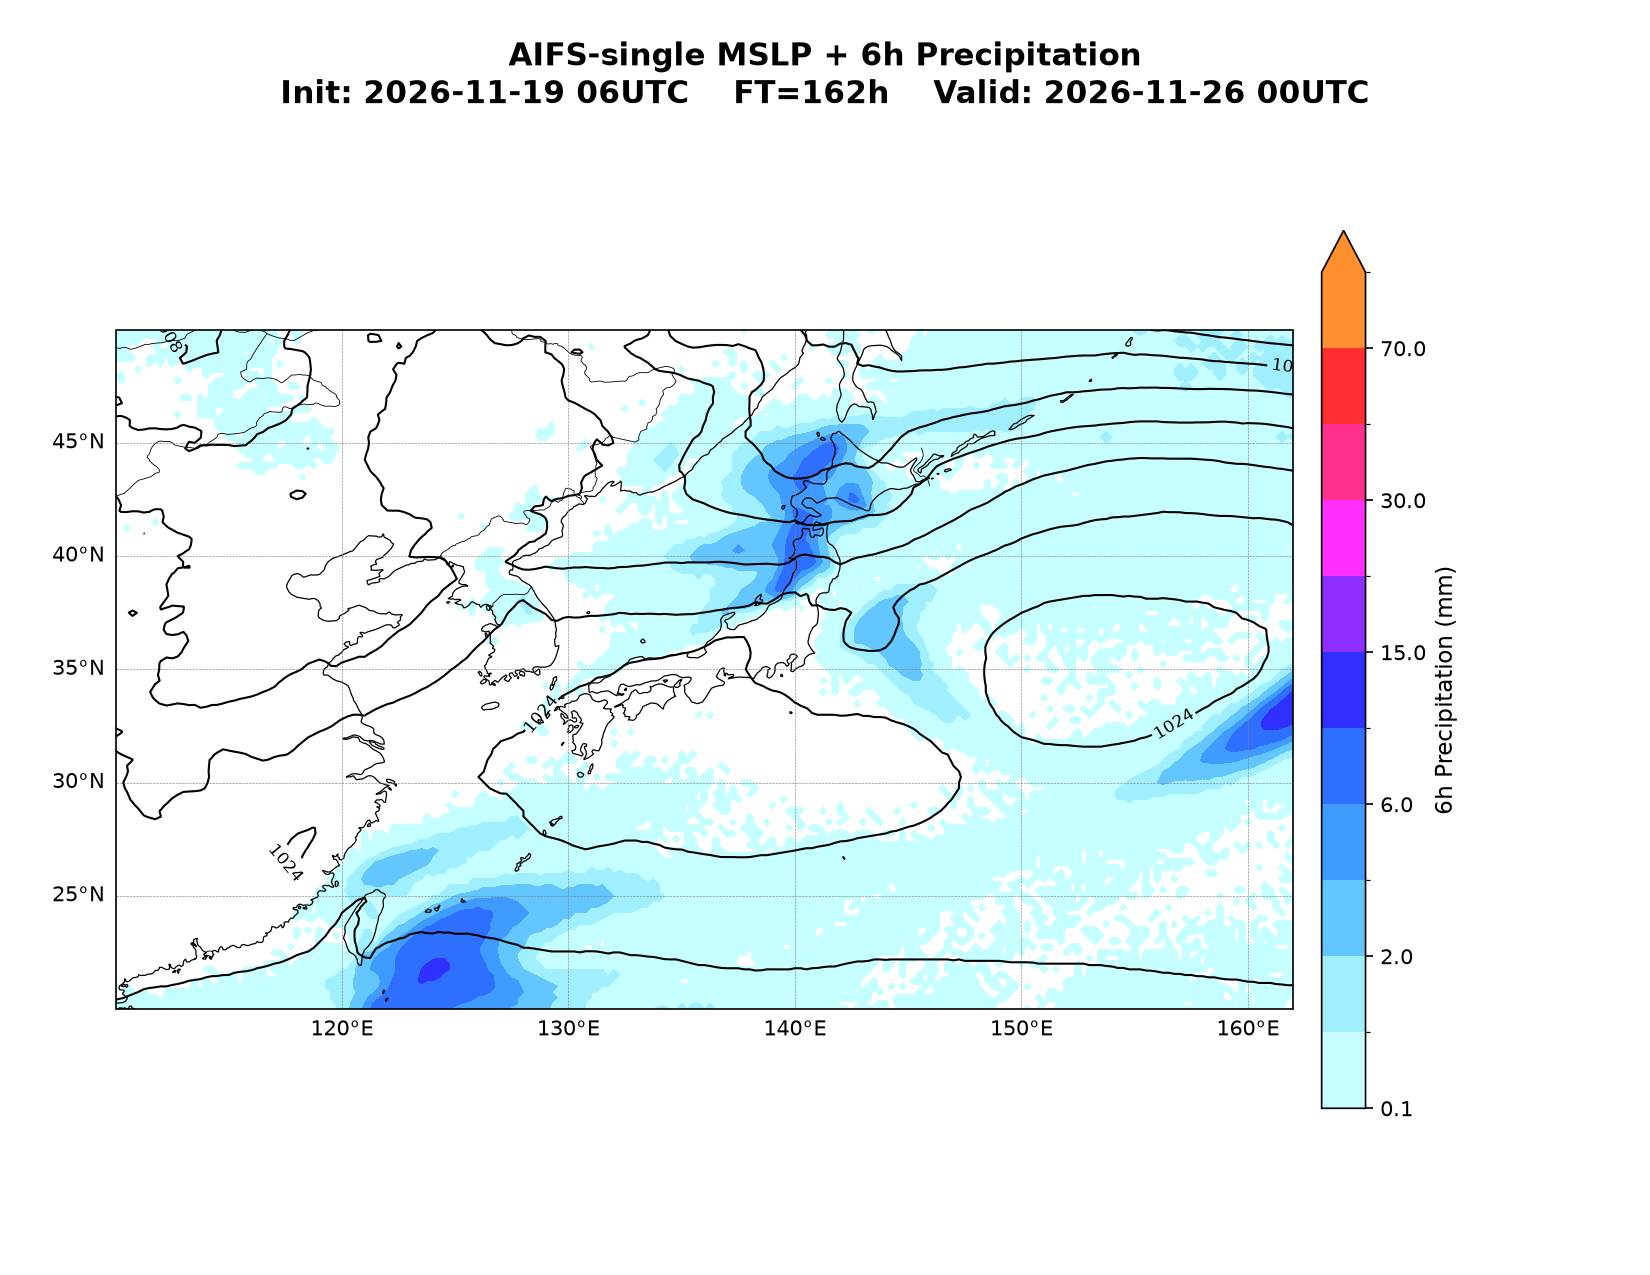 AIFS-single MSLP + 6h Precipitation
Init: 2026-11-19 06UTC    FT=162h    Valid: 2026-11-26 00UTC
08
10
1024
1024
1024
45°N
40°N
35°N
30°N
25°N
120°E
130°E
140°E
150°E
160°E
70.0
30.0
15.0
6.0
2.0
0.1
6h Precipitation (mm)